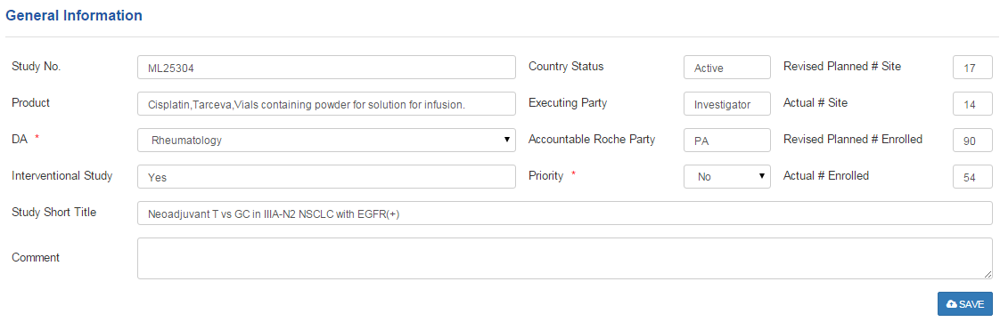 General Information
Study No. ML25304 Country Status Active Revised Planned # Site 17
Product Cisplatin,Tarceva,Vials containing powder for solution for infusion. Executing Party Investigator Actual # Site 14
DA * Rheumatology Accountable Roche Party PA Revised Planned # Enrolled 90
Interventional Study Yes Priority * No Actual # Enrolled 54
Study Short Title Neoadjuvant T vs GC in IIIA-N2 NSCLC with EGFR(+)
Comment
SAVE